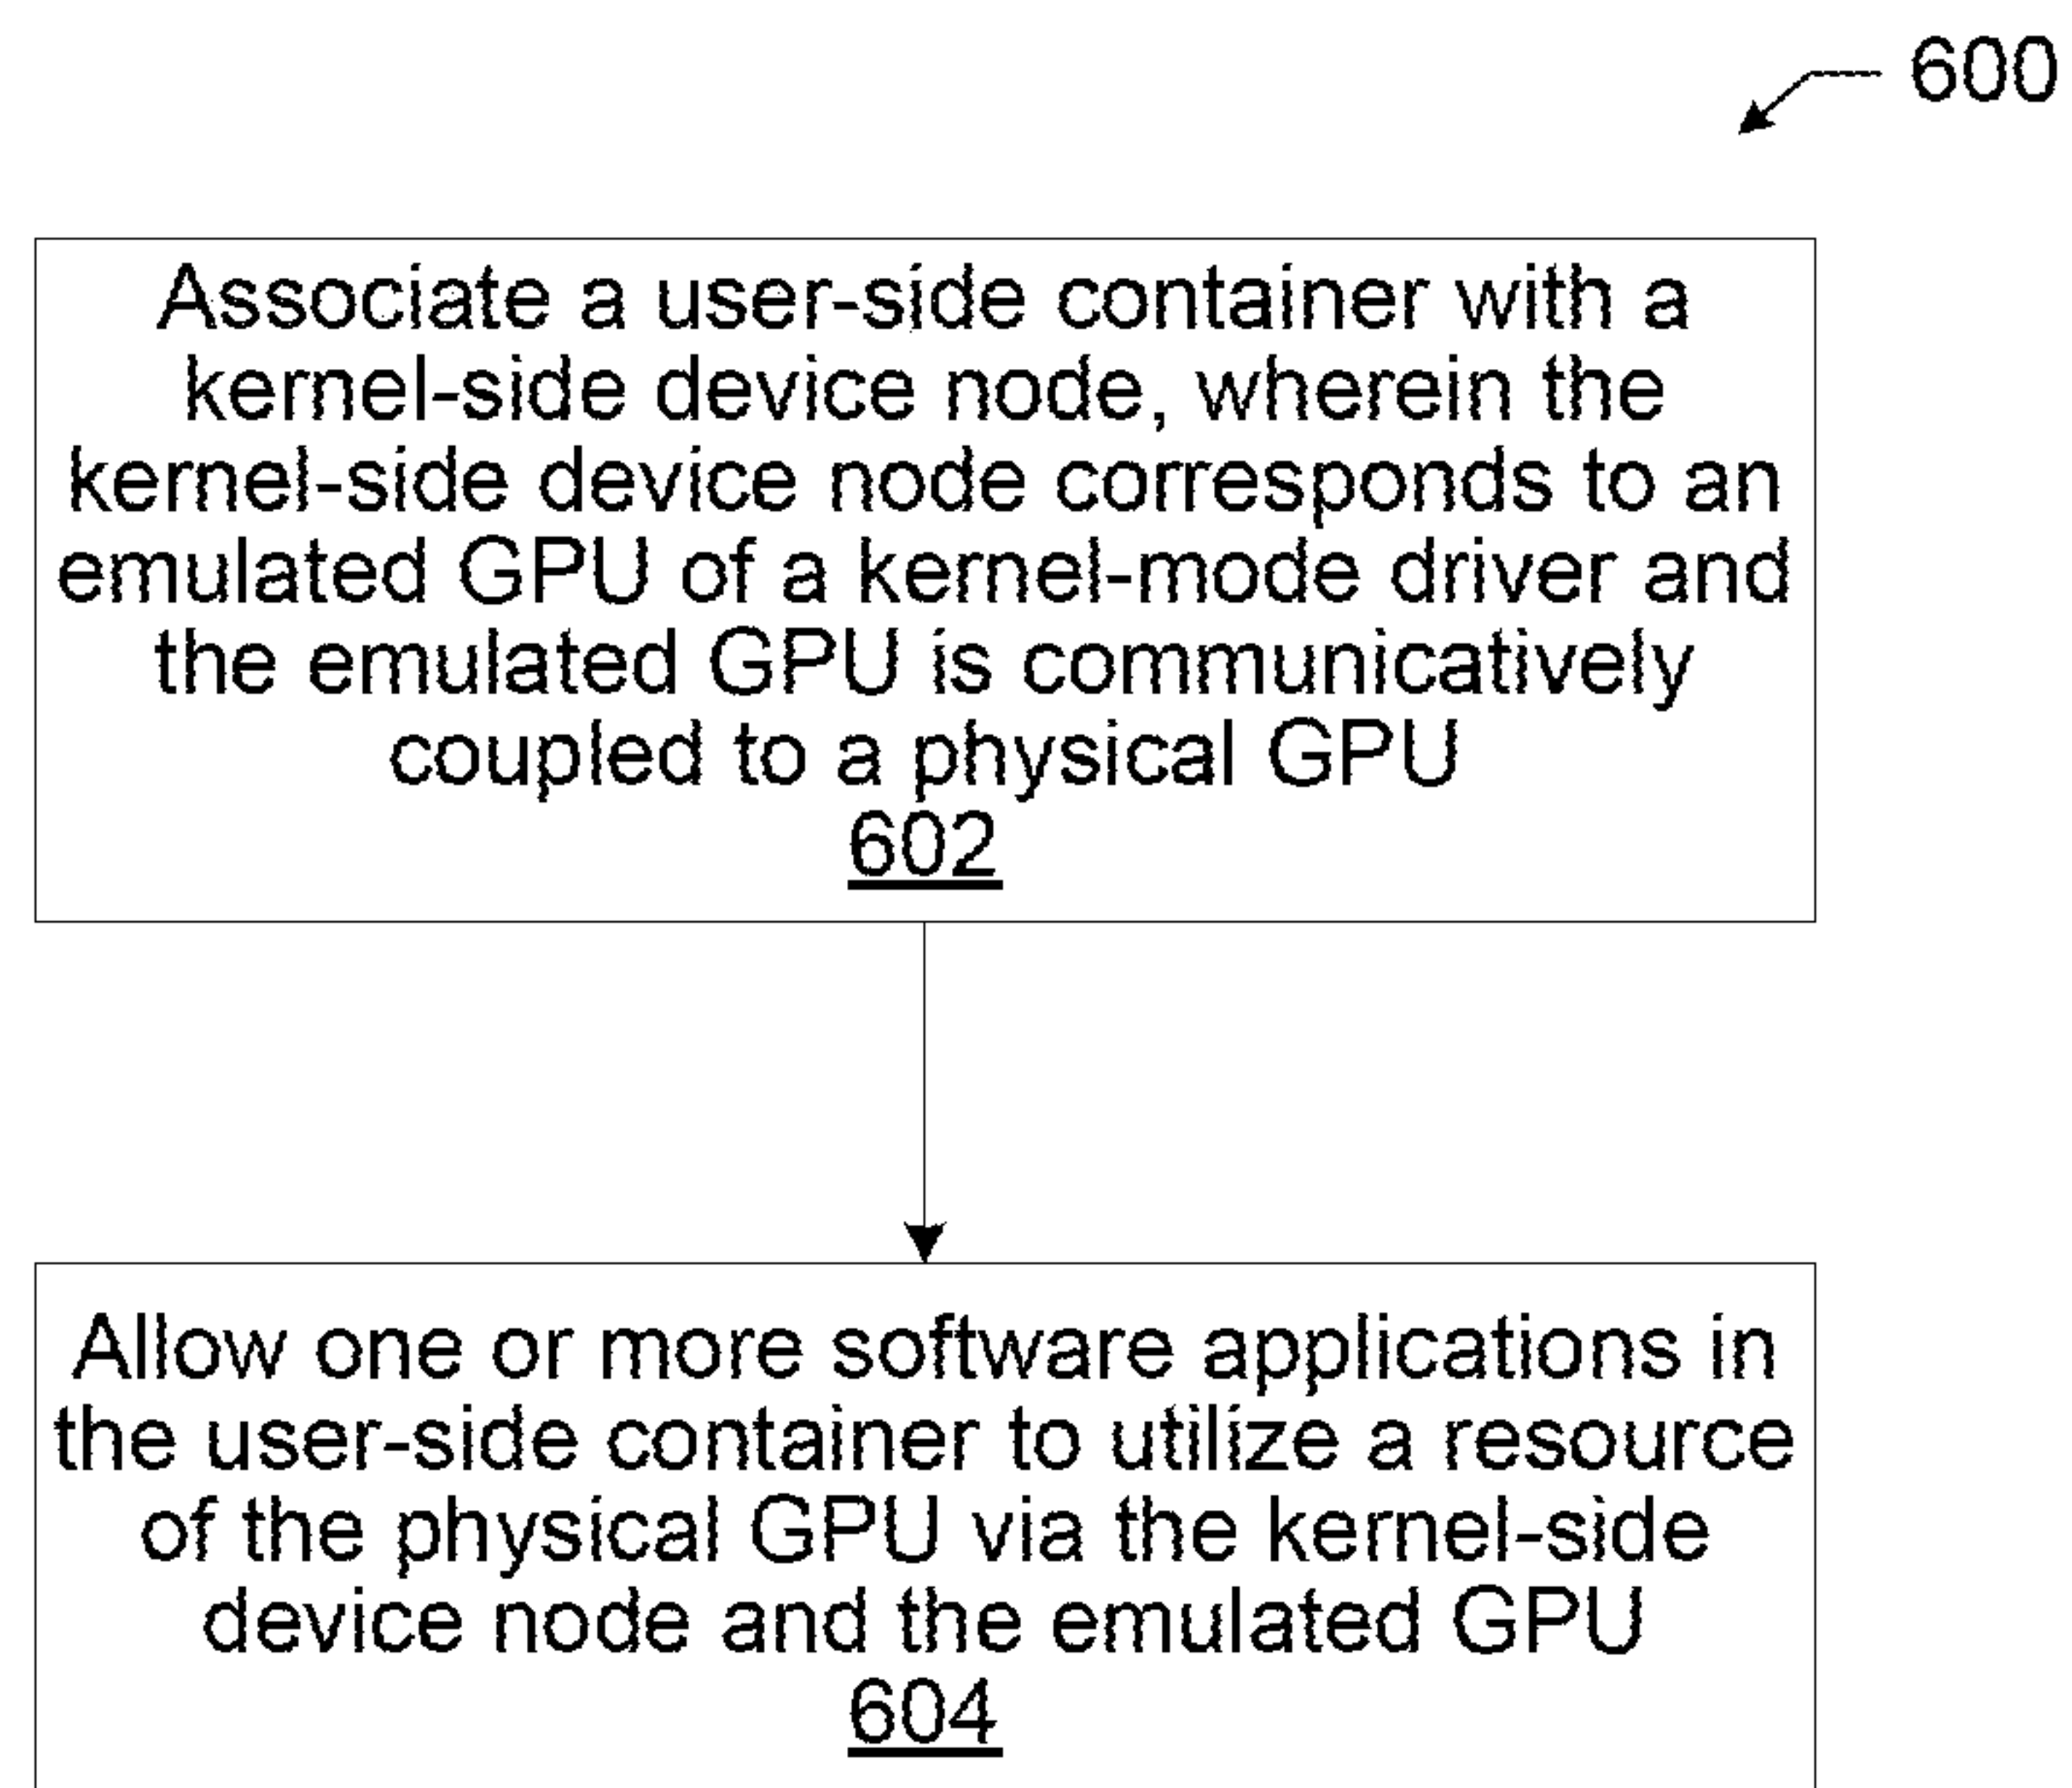 600
Associate a user-side container with a
kernel-side device node, wherein the
kernel-side device node corresponds to an
emulated GPU of a kernel-mode driver and
the emulated GPU is communicatively
coupled to a physical GPU
602
Allow one or more software applications in
the user-side container to utilize a resource
of the physical GPU via the kernel-side
device node and the emulated GPU
604